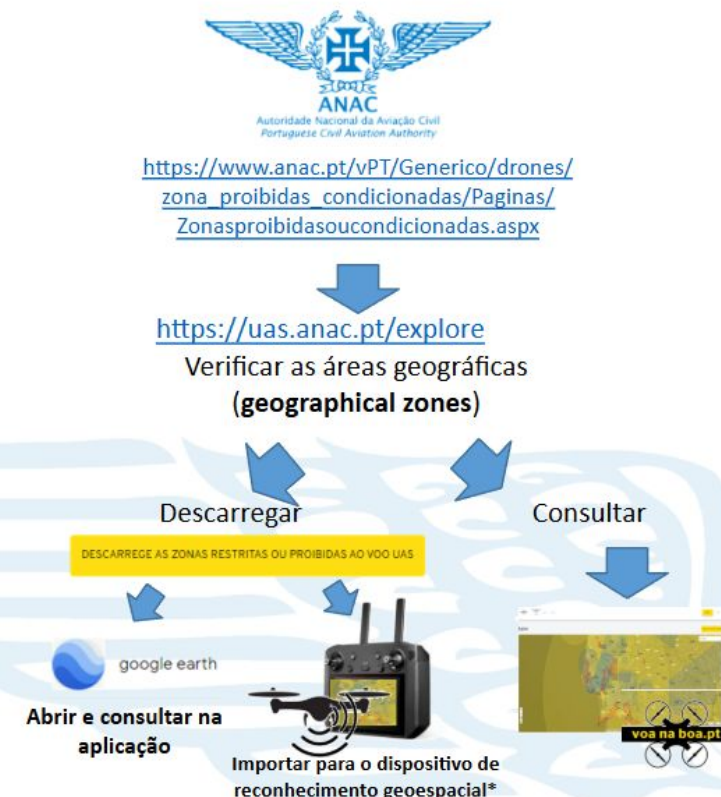 ANAC
Autoridade Nacional da Aviação Civil
Portuguese Civil Aviation Authority
https://www.anac.pt/vPT/Generico/drones/
zona_proibidas_condicionadas/Paginas/
Zonasproibidasoucondicionadas.aspx
https://uas.anac.pt/explore
Verificar as áreas geográficas
(geographical zones)
Descarregar
Consultar
DESCARREGE AS ZONAS RESTRITAS OU PROIBIDAS AO VOO UAS
google earth
Abrir e consultar na
aplicação
Importar para o dispositivo de
reconhecimento geoespacial*
voa na boa.pt